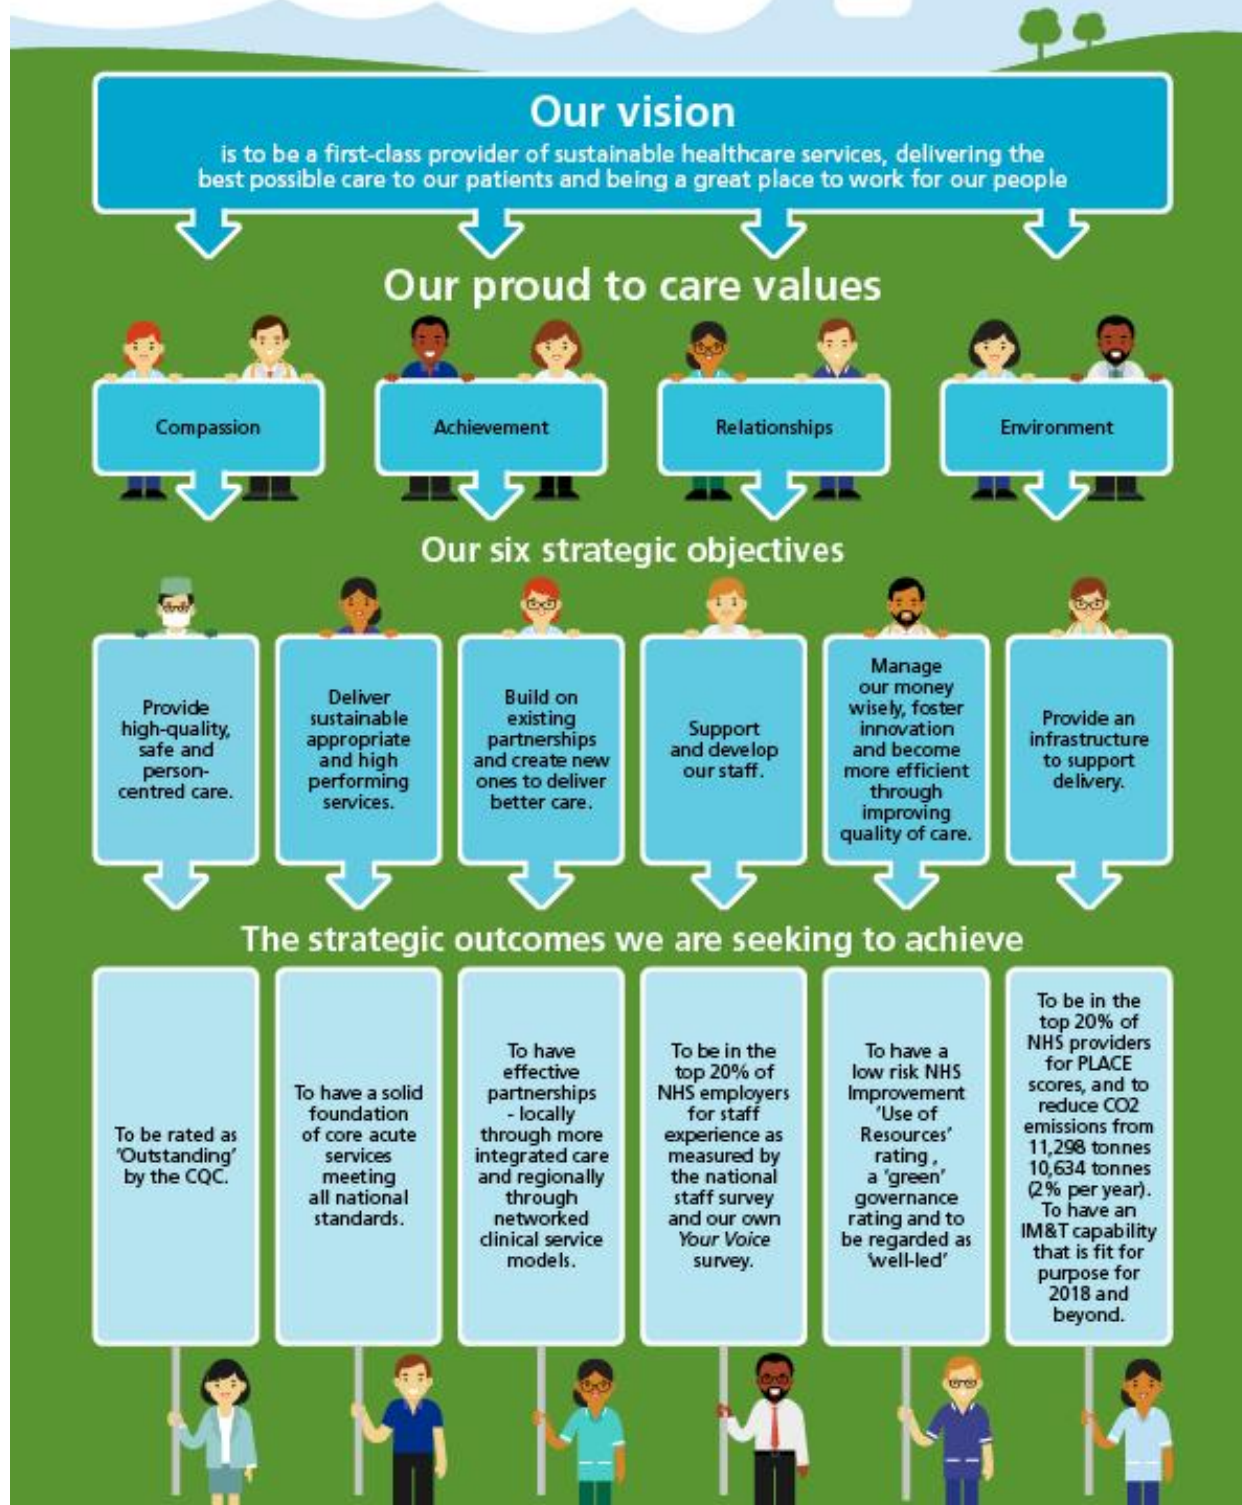 Our vision
is to be a first-class provider of sustainable healthcare services, delivering the
best possible care to our patients and being a great place to work for our people
Our proud to care values
Compassion
Achievement
Relationships
Environment
Our six strategic objectives
Provide
high-quality,
safe and
person-
centred care.
Deliver
sustainable
appropriate
and high
performing
services.
Build on
existing
partnerships
and create new
ones to deliver
better care.
Support
and develop
our staff.
Manage
our money
wisely, foster
innovation
and become
more efficient
through
improving
quality of care.
Provide an
infrastructure
to support
delivery.
The strategic outcomes we are seeking to achieve
To be rated as
'Outstanding'
by the CQC.
To have a solid
foundation
of core acute
services
meeting
all national
standards.
To have
effective
partnerships
- locally
through more
integrated care
and regionally
through
networked
clinical service
models.
To be in the
top 20% of
NHS employers
for staff
experience as
measured by
the national
staff survey
and our own
Your Voice
survey.
To have a
low risk NHS
Improvement
'Use of
Resources'
rating ,
a 'green'
governance
rating and to
be regarded as
'well-led'
To be in the
top 20% of
NHS providers
for PLACE
scores, and to
reduce CO2
emissions from
11,298 tonnes
10,634 tonnes
(2% per year).
To have an
IM&T capability
that is fit for
purpose for
2018 and
beyond.